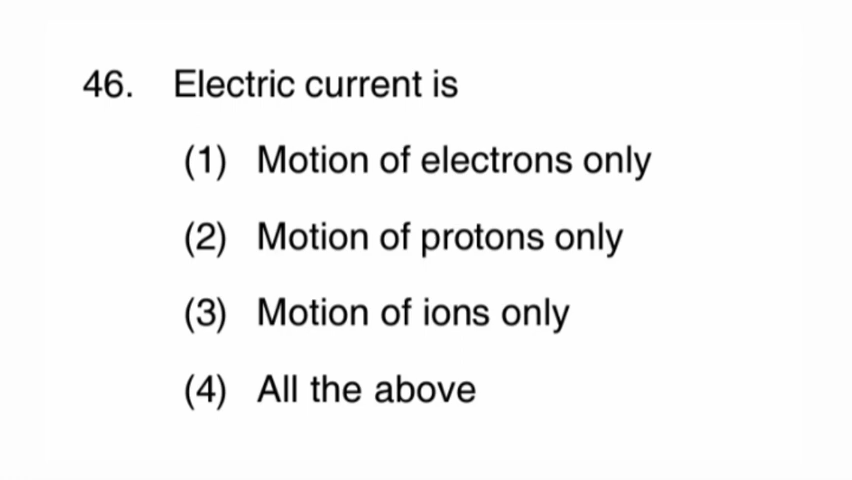 46. Electric current is
(1) Motion of electrons only
(2) Motion of protons only
(3) Motion of ions only
(4) All the above